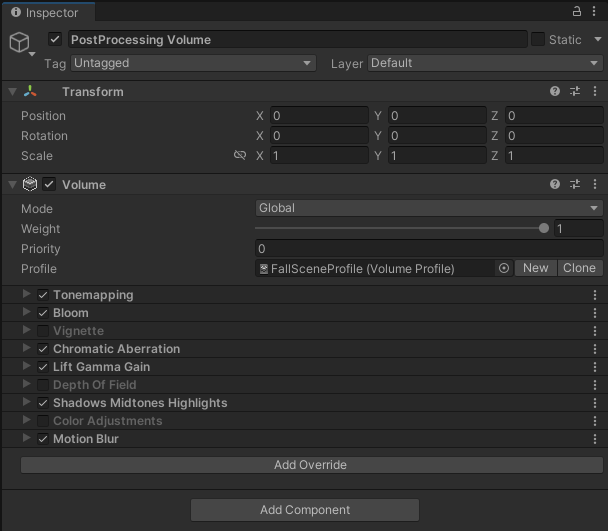 Inspector
PostProcessing Volume Static
Tag Untagged Layer Default
Transform
Position X 0 Y 0 Z 0
Rotation X 0 Y 0 Z 0
Scale X 1 Y 1 Z 1
Volume
Mode Global
Weight 1
Priority 0
Profile FallSceneProfile (Volume Profile) New Clone
Tonemapping
Bloom
Vignette
Chromatic Aberration
Lift Gamma Gain
Depth Of Field
Shadows Midtones Highlights
Color Adjustments
Motion Blur
Add Override
Add Component